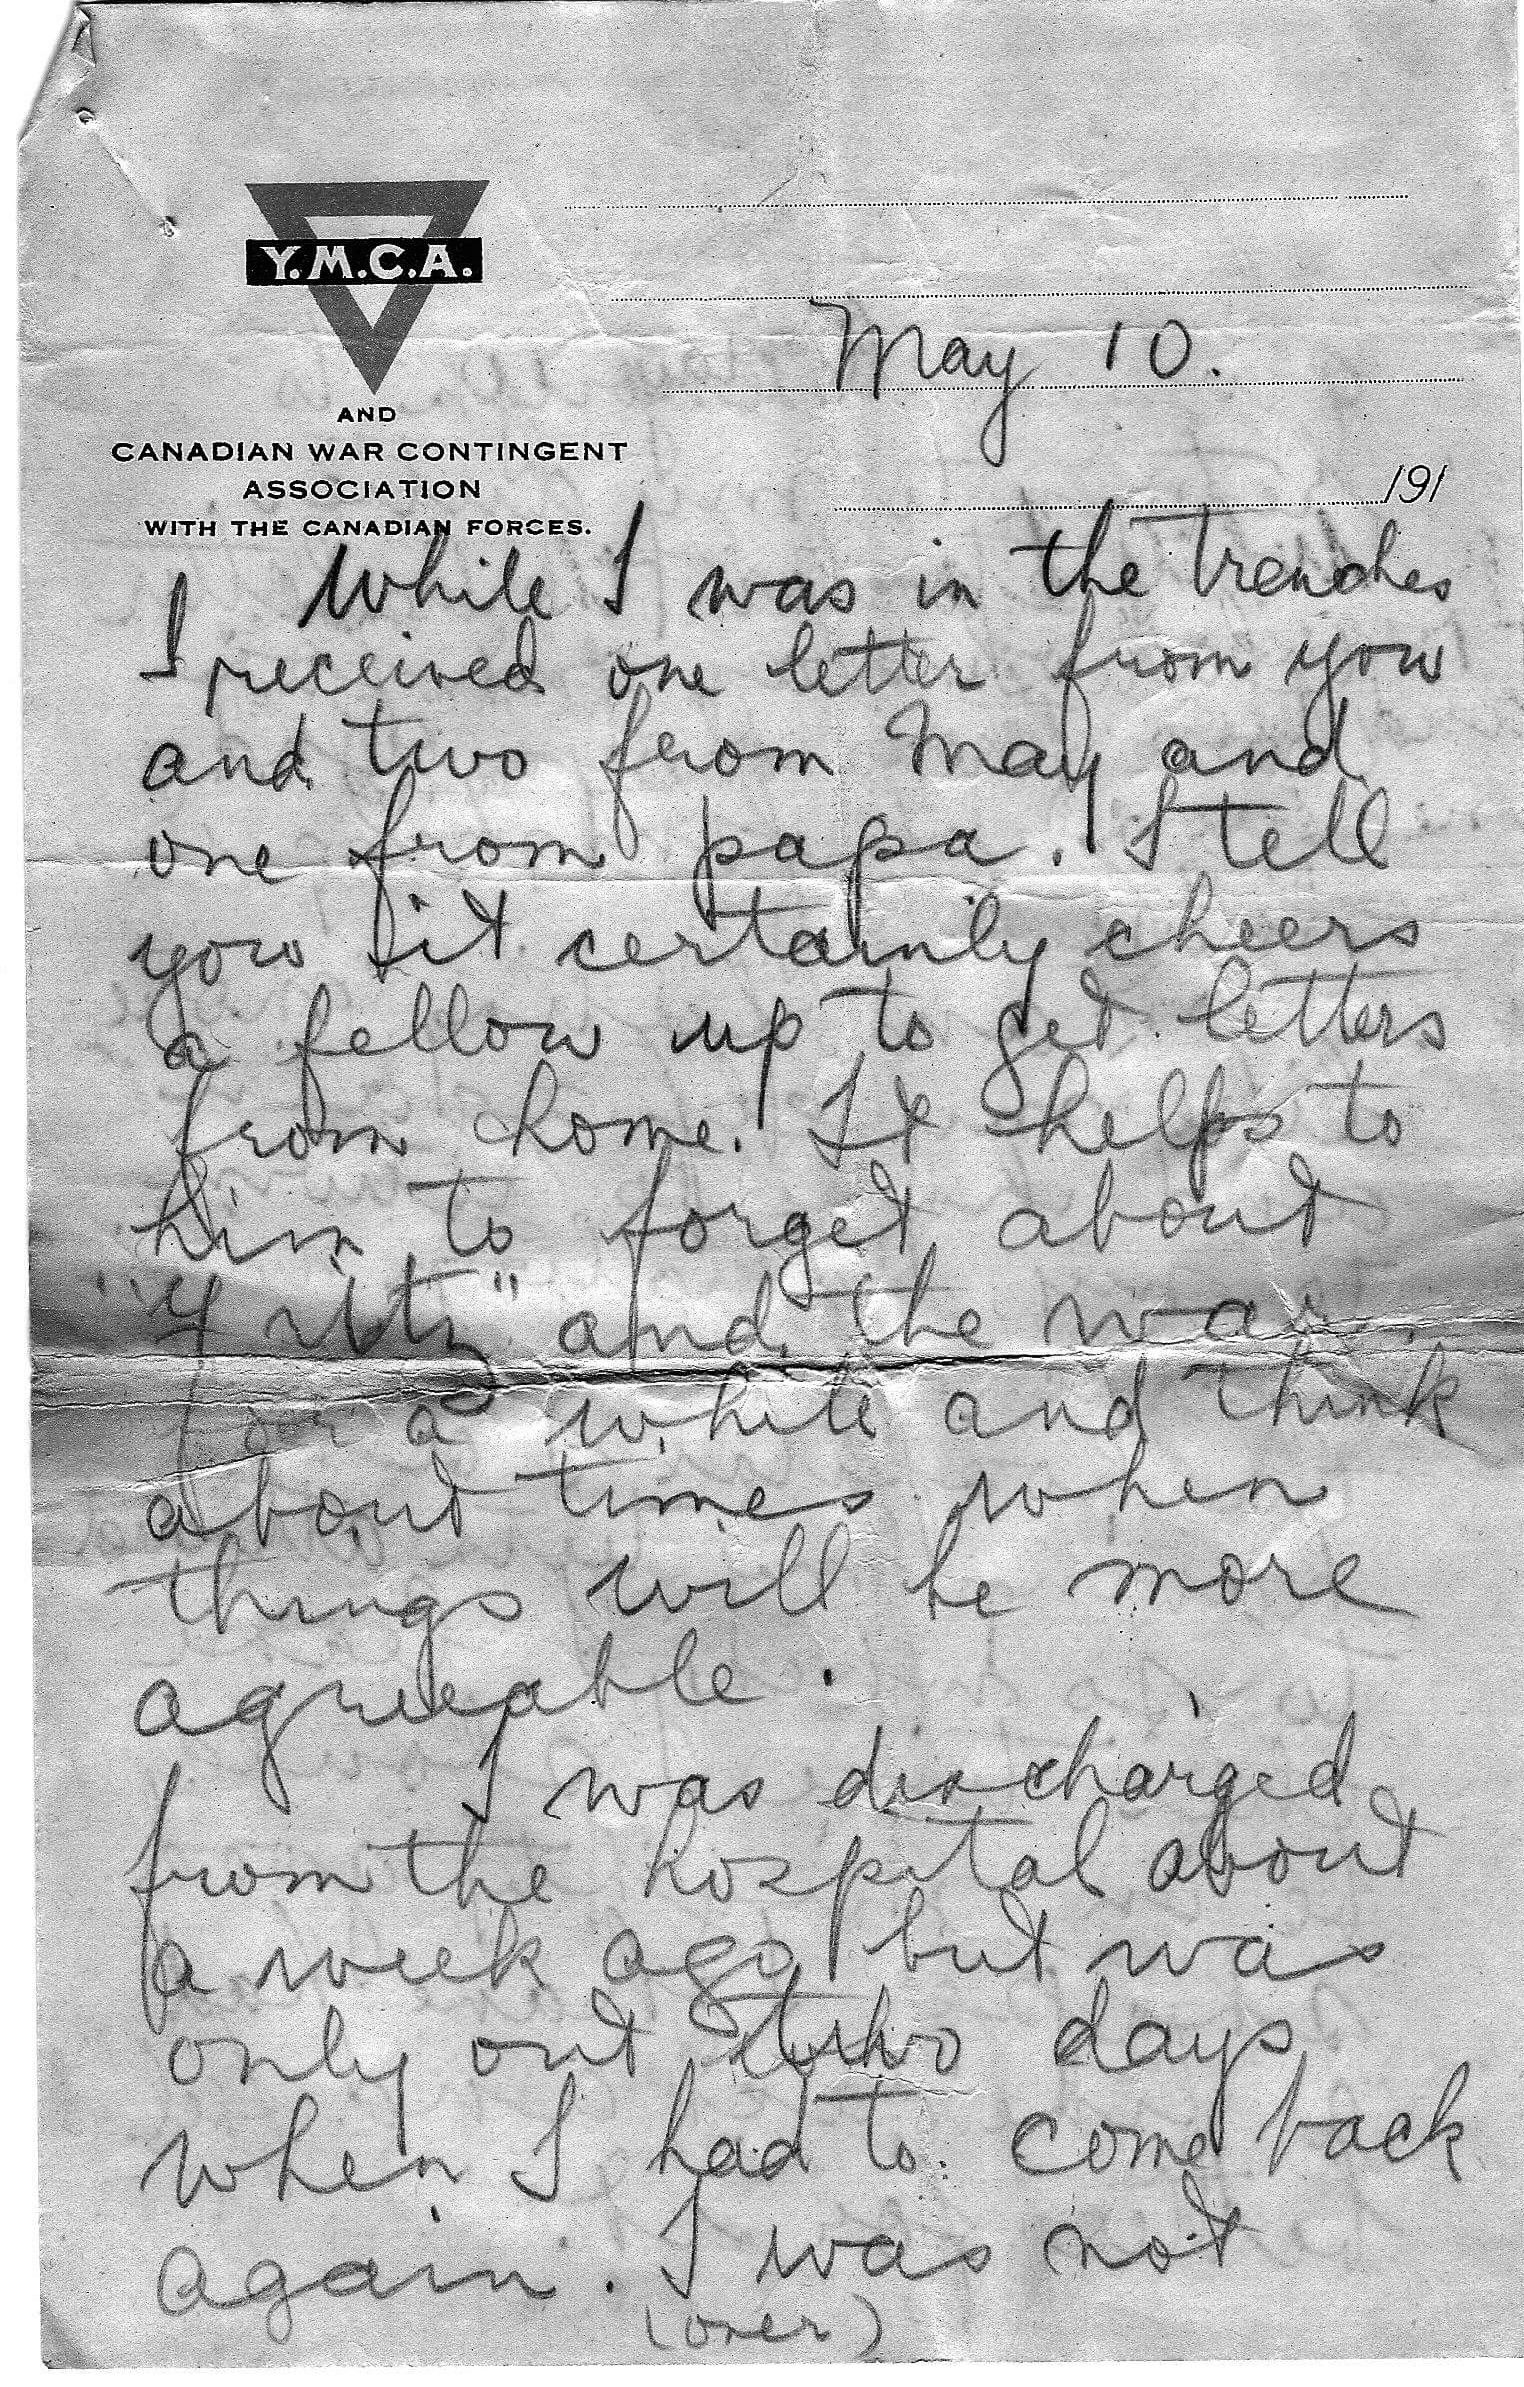 Y.M.C.A.
AND
CANADIAN WAR CONTINGENT
ASSOCIATION
WITH THE CANADIAN FORCES.
May 10.
191
While I was in the trenches
I received one letter from you
and two from May and
one from papa. I tell
you it certainly cheers
a fellow up to get letters
from home. It helps to
him to forget about
"Fritz" and the war
for a while and think
about times when
things will be more
agreeable.
I was discharged
from the hospital about
a week ago but was
only out two days
when I had to come back
again. I was not
(over)